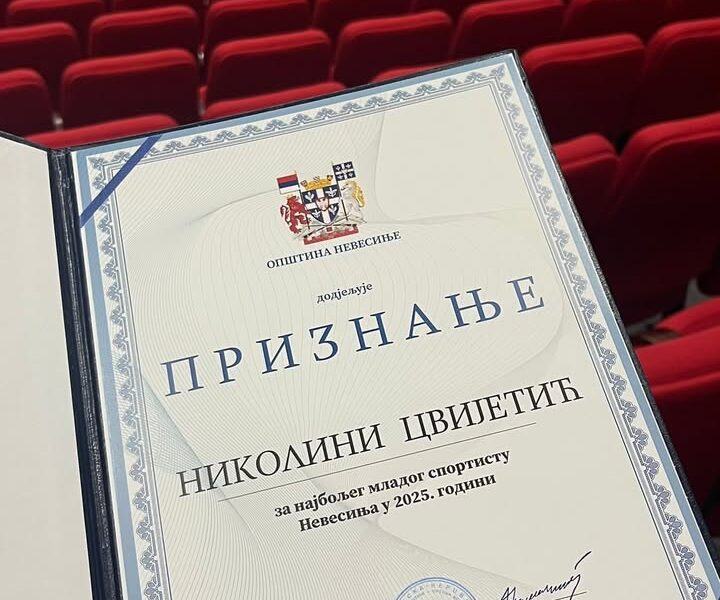 ОПШТИНА НЕВЕСИЊЕ
додјељује
ПРИЗНАЊЕ
НИКОЛИНИ ЦВИЈЕТИЋ
за најбољег младог спортисту
Невесиња у 2025. години